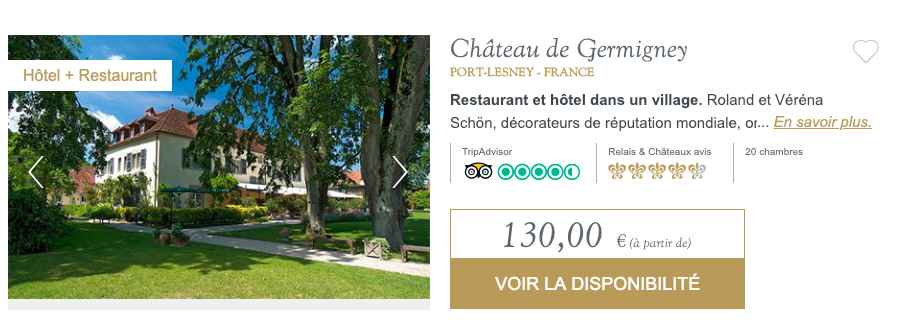 Hôtel + Restaurant
Château de Germigney
PORT-LESNEY - FRANCE
Restaurant et hôtel dans un village. Roland et Véréna
Schön, décorateurs de réputation mondiale, or... En savoir plus.
TripAdvisor
Relais & Châteaux avis
20 chambres
130,00 € (à partir de)
VOIR LA DISPONIBILITÉ